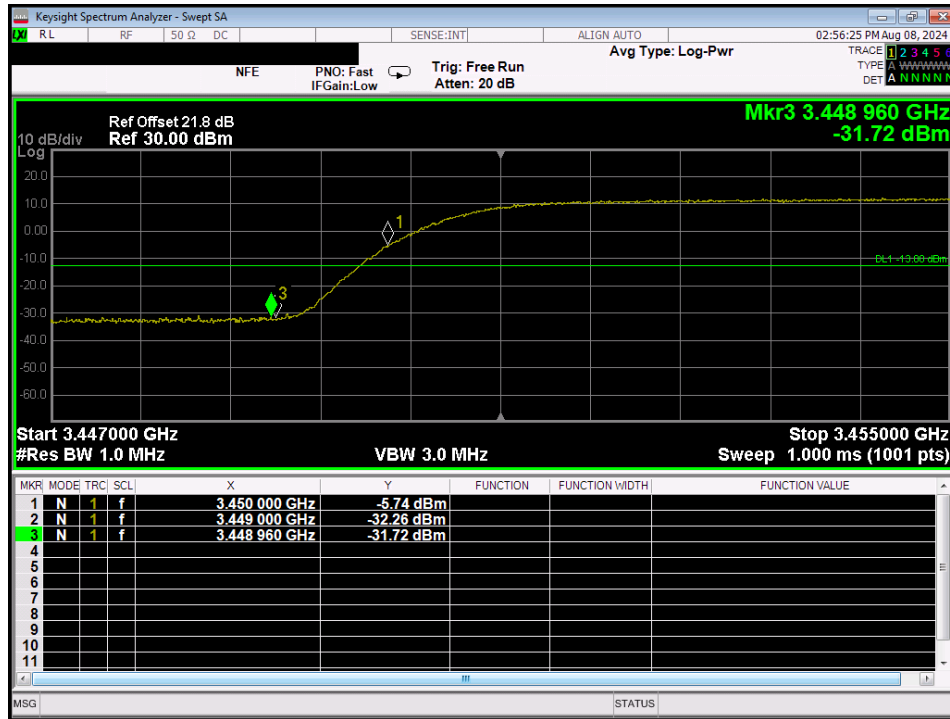 Keysight Spectrum Analyzer - Swept SA
LXI RL RF 50 Ω DC SENSE:INT ALIGN AUTO 02:56:25 PM Aug 08, 2024
Avg Type: Log-Pwr TRACE 1 2 3 4 5 6
NFE PNO: Fast Trig: Free Run TYPE A WWWWW
IFGain:Low Atten: 20 dB DET A N N N N N
Mkr3 3.448 960 GHz
-31.72 dBm
Ref Offset 21.8 dB
10 dB/div Ref 30.00 dBm
Log
20.0
10.0
1
0.00
-10.0
DL1 -13.00 dBm
-20.0
3
-30.0
-40.0
-50.0
-60.0
Start 3.447000 GHz Stop 3.455000 GHz
#Res BW 1.0 MHz VBW 3.0 MHz Sweep 1.000 ms (1001 pts)
MKR MODE TRC SCL X Y FUNCTION FUNCTION WIDTH FUNCTION VALUE
1 N 1 f 3.450 000 GHz -5.74 dBm
2 N 1 f 3.449 000 GHz -32.26 dBm
3 N 1 f 3.448 960 GHz -31.72 dBm
4
5
6
7
8
9
10
11
MSG STATUS